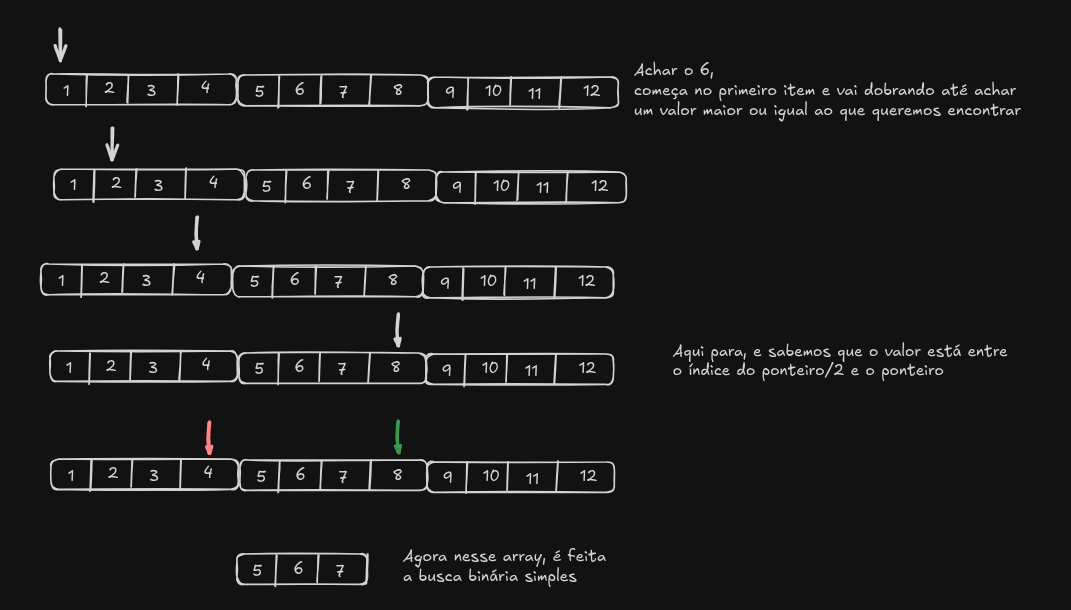 1 2 3 4 5 6 7 8 9 10 11 12
Achar o 6,
começa no primeiro item e vai dobrando até achar
um valor maior ou igual ao que queremos encontrar
1 2 3 4 5 6 7 8 9 10 11 12
1 2 3 4 5 6 7 8 9 10 11 12
1 2 3 4 5 6 7 8 9 10 11 12
Aqui para, e sabemos que o valor está entre
o índice do ponteiro/2 e o ponteiro
1 2 3 4 5 6 7 8 9 10 11 12
5 6 7
Agora nesse array, é feita
a busca binária simples